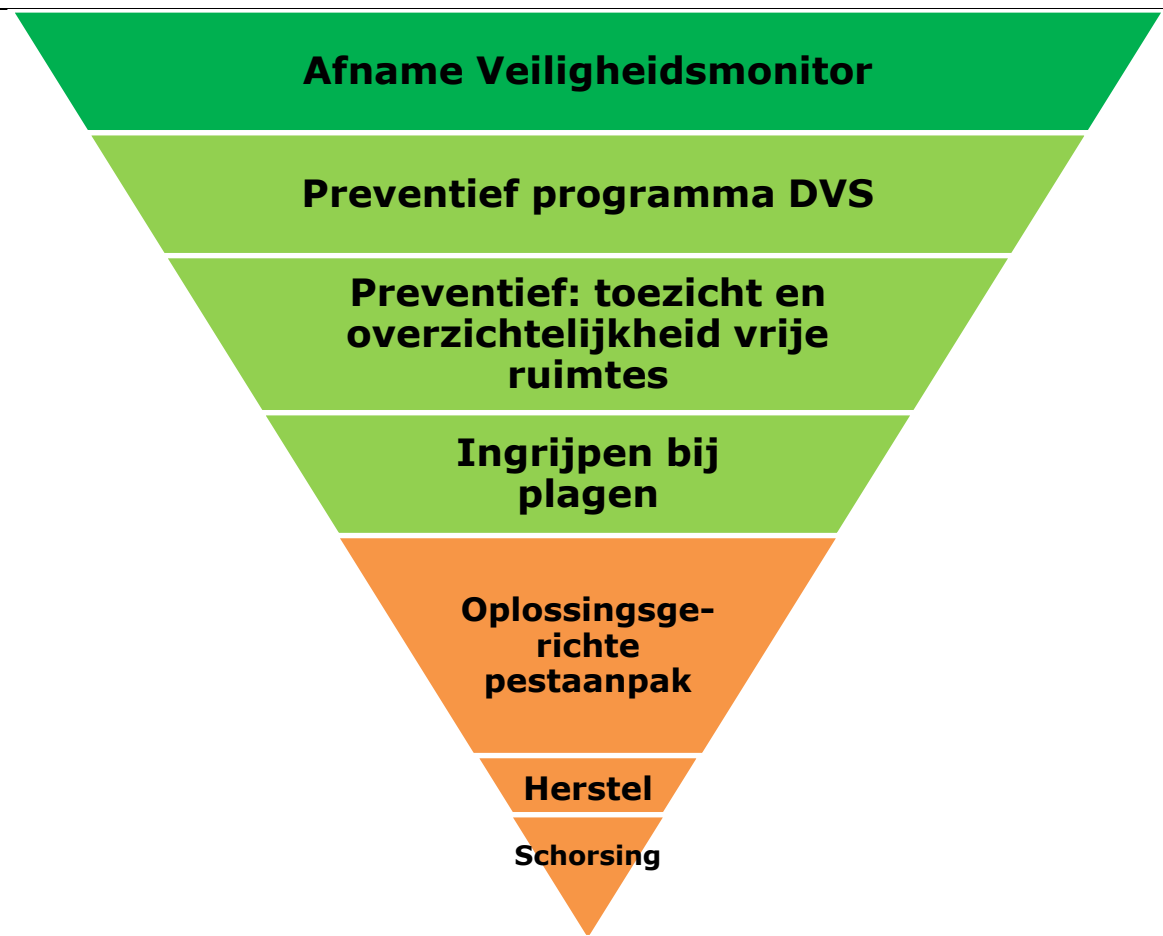 Afname Veiligheidsmonitor
Preventief programma DVS
Preventief: toezicht en
overzichtelijkheid vrije
ruimtes
Ingrijpen bij
plagen
Oplossingsge-
richte
pestaanpak
Herstel
Schorsing